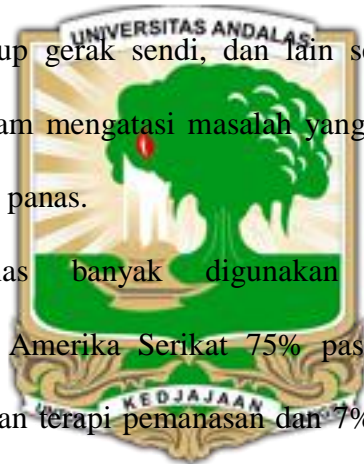 UNIVERSITAS ANDALAS
up gerak sendi, dan lain s
am mengatasi masalah yang
panas.
as banyak digunakan
Amerika Serikat 75% pas
KEDJAJAAN
an terapi pemanasan dan 7%